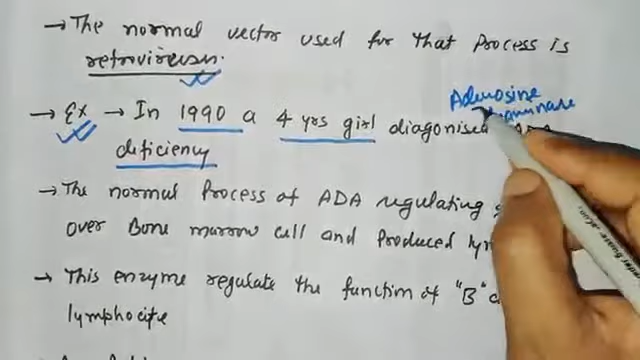 → The normal vector used for that Process is
retrovirus.
→ Ex → In 1990 a 4 yrs girl diagonised
Adenosine
deficiency
→ The normal Process of ADA regulating
over Bone marrow cell and Produced
→ This enzyme regulate the function of "B"
lymphocite